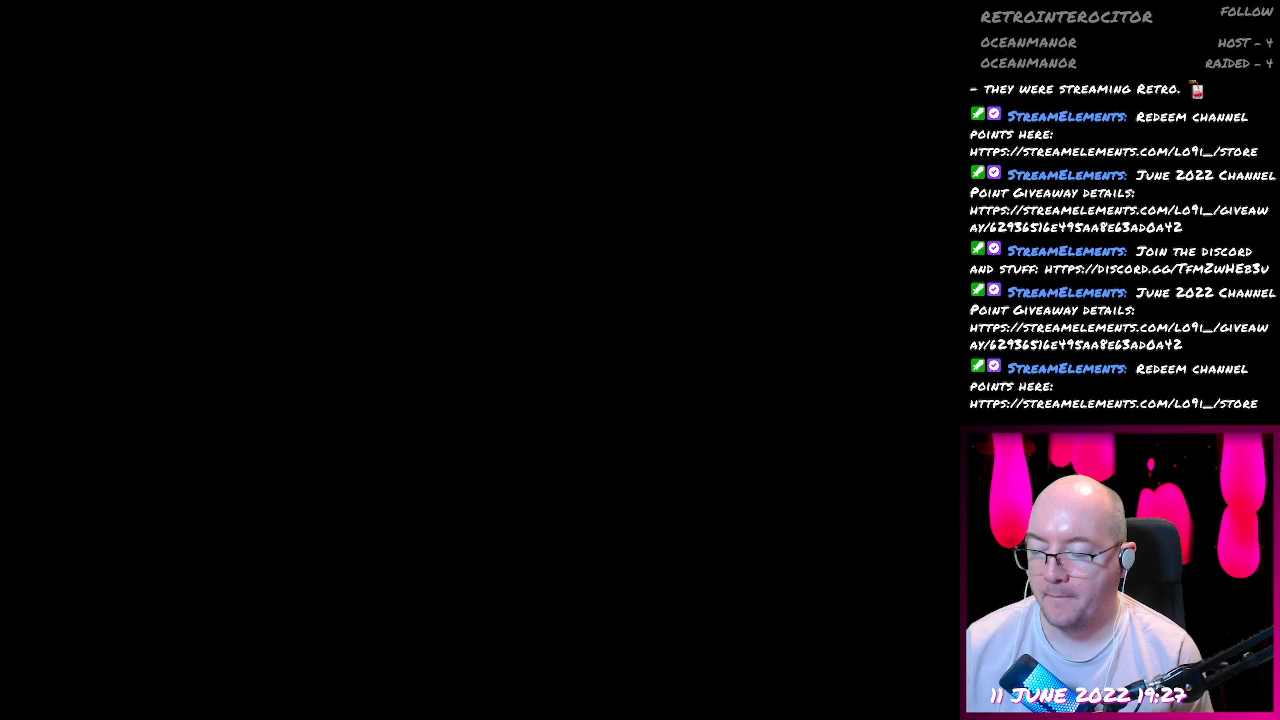 RETROINTEROCITOR FOLLOW
OCEANMANOR HOST - 4
OCEANMANOR RAIDED - 4
- THEY WERE STREAMING RETRO.
STREAMELEMENTS: REDEEM CHANNEL
POINTS HERE:
HTTPS://STREAMELEMENTS.COM/LO9I_/STORE
STREAMELEMENTS: JUNE 2022 CHANNEL
POINT GIVEAWAY DETAILS:
HTTPS://STREAMELEMENTS.COM/LO9I_/GIVEAW
AY/62936516E495AA8E63AD0A42
STREAMELEMENTS: JOIN THE DISCORD
AND STUFF: HTTPS://DISCORD.GG/TFMZWHE83U
STREAMELEMENTS: JUNE 2022 CHANNEL
POINT GIVEAWAY DETAILS:
HTTPS://STREAMELEMENTS.COM/LO9I_/GIVEAW
AY/62936516E495AA8E63AD0A42
STREAMELEMENTS: REDEEM CHANNEL
POINTS HERE:
HTTPS://STREAMELEMENTS.COM/LO9I_/STORE
11 JUNE 2022 19:27